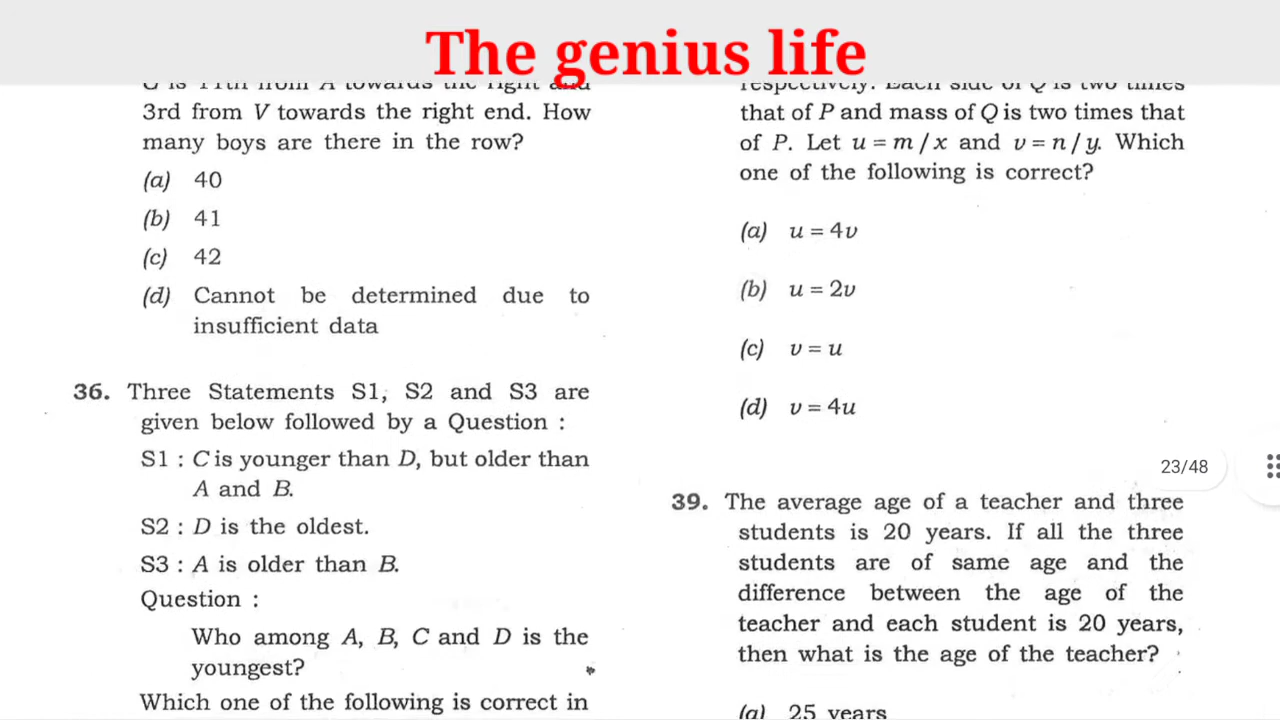 The genius life
3rd from V towards the right end. How
many boys are there in the row?
(a) 40
(b) 41
(c) 42
(d) Cannot be determined due to
insufficient data
36. Three Statements S1, S2 and S3 are
given below followed by a Question :
S1 : C is younger than D, but older than
A and B.
S2 : D is the oldest.
S3 : A is older than B.
Question :
Who among A, B, C and D is the
youngest?
Which one of the following is correct in
respectively. Each side of Q is two times
that of P and mass of Q is two times that
of P. Let u = m / x and v = n / y. Which
one of the following is correct?
(a) u = 4v
(b) u = 2v
(c) v = u
(d) v = 4u
23/48
39. The average age of a teacher and three
students is 20 years. If all the three
students are of same age and the
difference between the age of the
teacher and each student is 20 years,
then what is the age of the teacher?
(a) 25 years